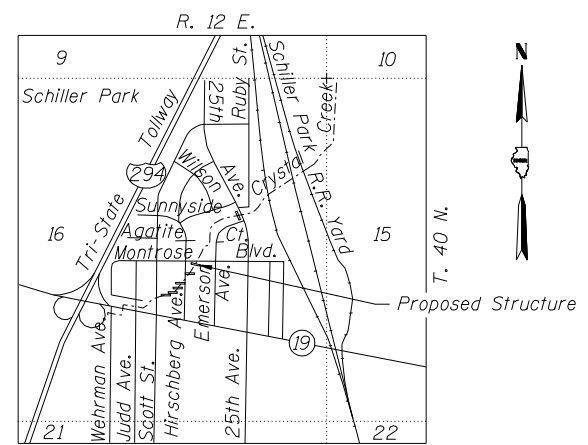 R. 12 E.
9
10
Schiller Park
Tollway
25th
Ruby St.
Schiller Park
R.R. Yard
Creek
294
Wilson
Ave.
Crystal
Sunnyside
Agatite
Ct.
Montrose
Blvd.
16
15
Tri-State
T. 40 N.
N
Proposed Structure
19
Wehrman Ave.
Judd Ave.
Scott St.
Hirschberg Ave.
Emerson
Ave.
25th Ave.
21
22